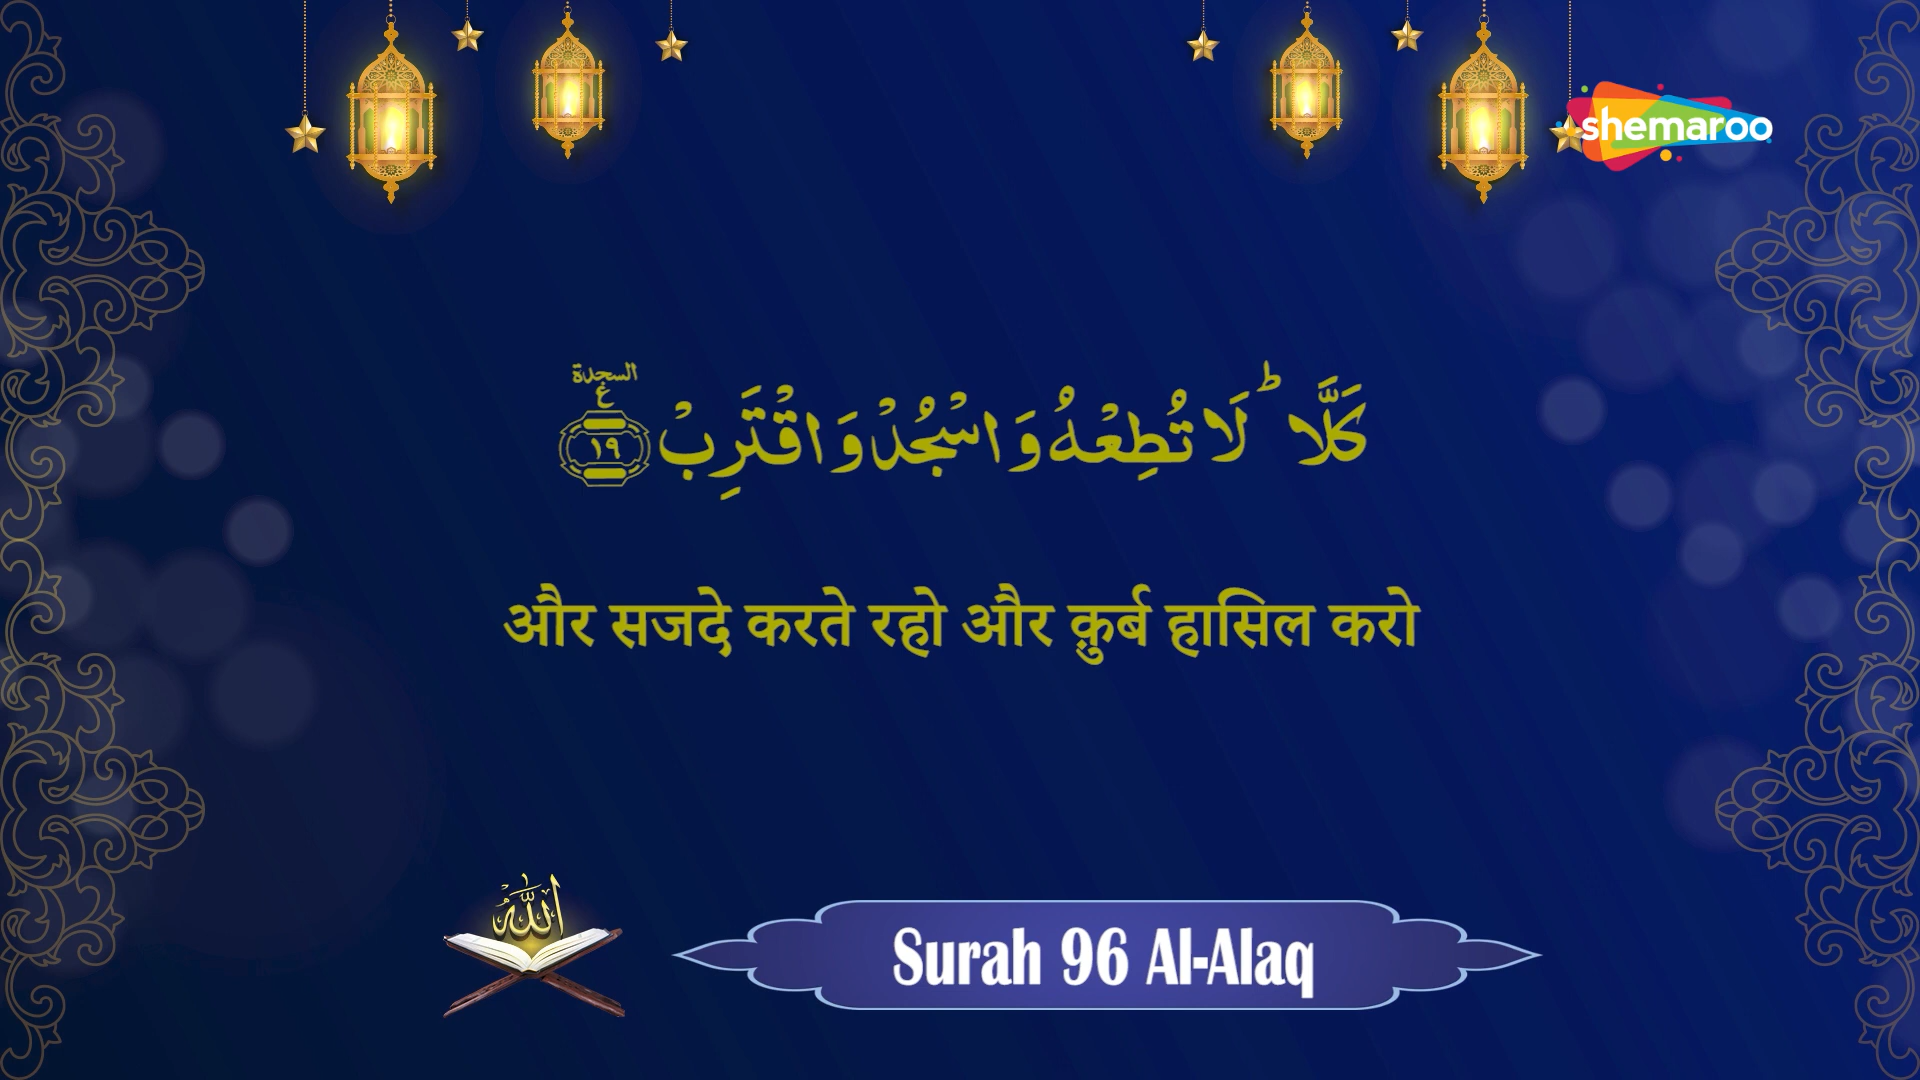 shemaroo
السجدة
ع
كَلَّا ؕ لَا تُطِعْهُ وَاسْجُدْ وَاقْتَرِبْ ۩ ١٩
और सजदे करते रहो और क़ुर्ब हासिल करो
الله
Surah 96 Al-Alaq